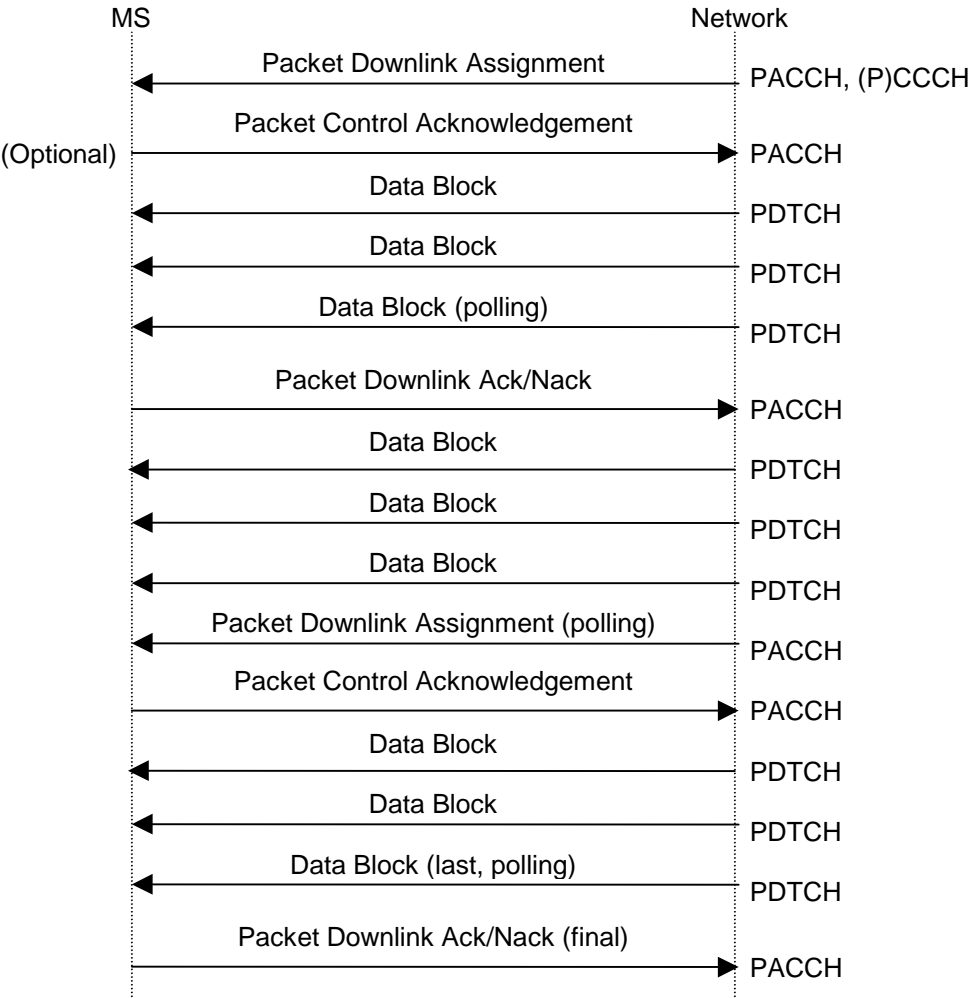 MS
Network
Packet Downlink Assignment
PACCH, (P)CCCH
Packet Control Acknowledgement
(Optional)
PACCH
Data Block
PDTCH
Data Block
PDTCH
Data Block (polling)
PDTCH
Packet Downlink Ack/Nack
PACCH
Data Block
PDTCH
Data Block
PDTCH
Data Block
PDTCH
Packet Downlink Assignment (polling)
PACCH
Packet Control Acknowledgement
PACCH
Data Block
PDTCH
Data Block
PDTCH
Data Block (last, polling)
PDTCH
Packet Downlink Ack/Nack (final)
PACCH